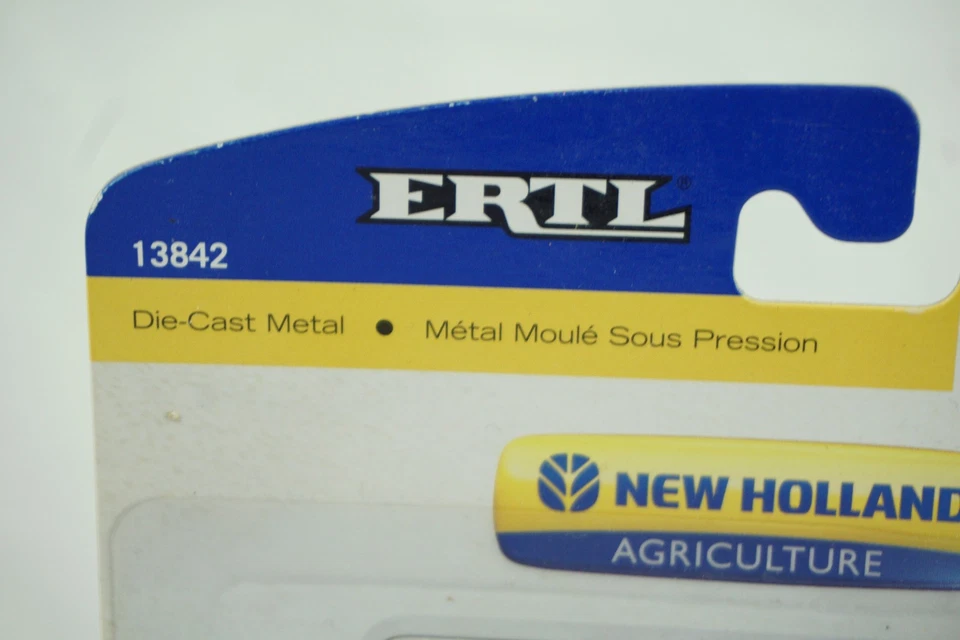 ERTL®
13842
Die-Cast Metal ● Métal Moulé Sous Pression
NEW HOLLAND
AGRICULTURE